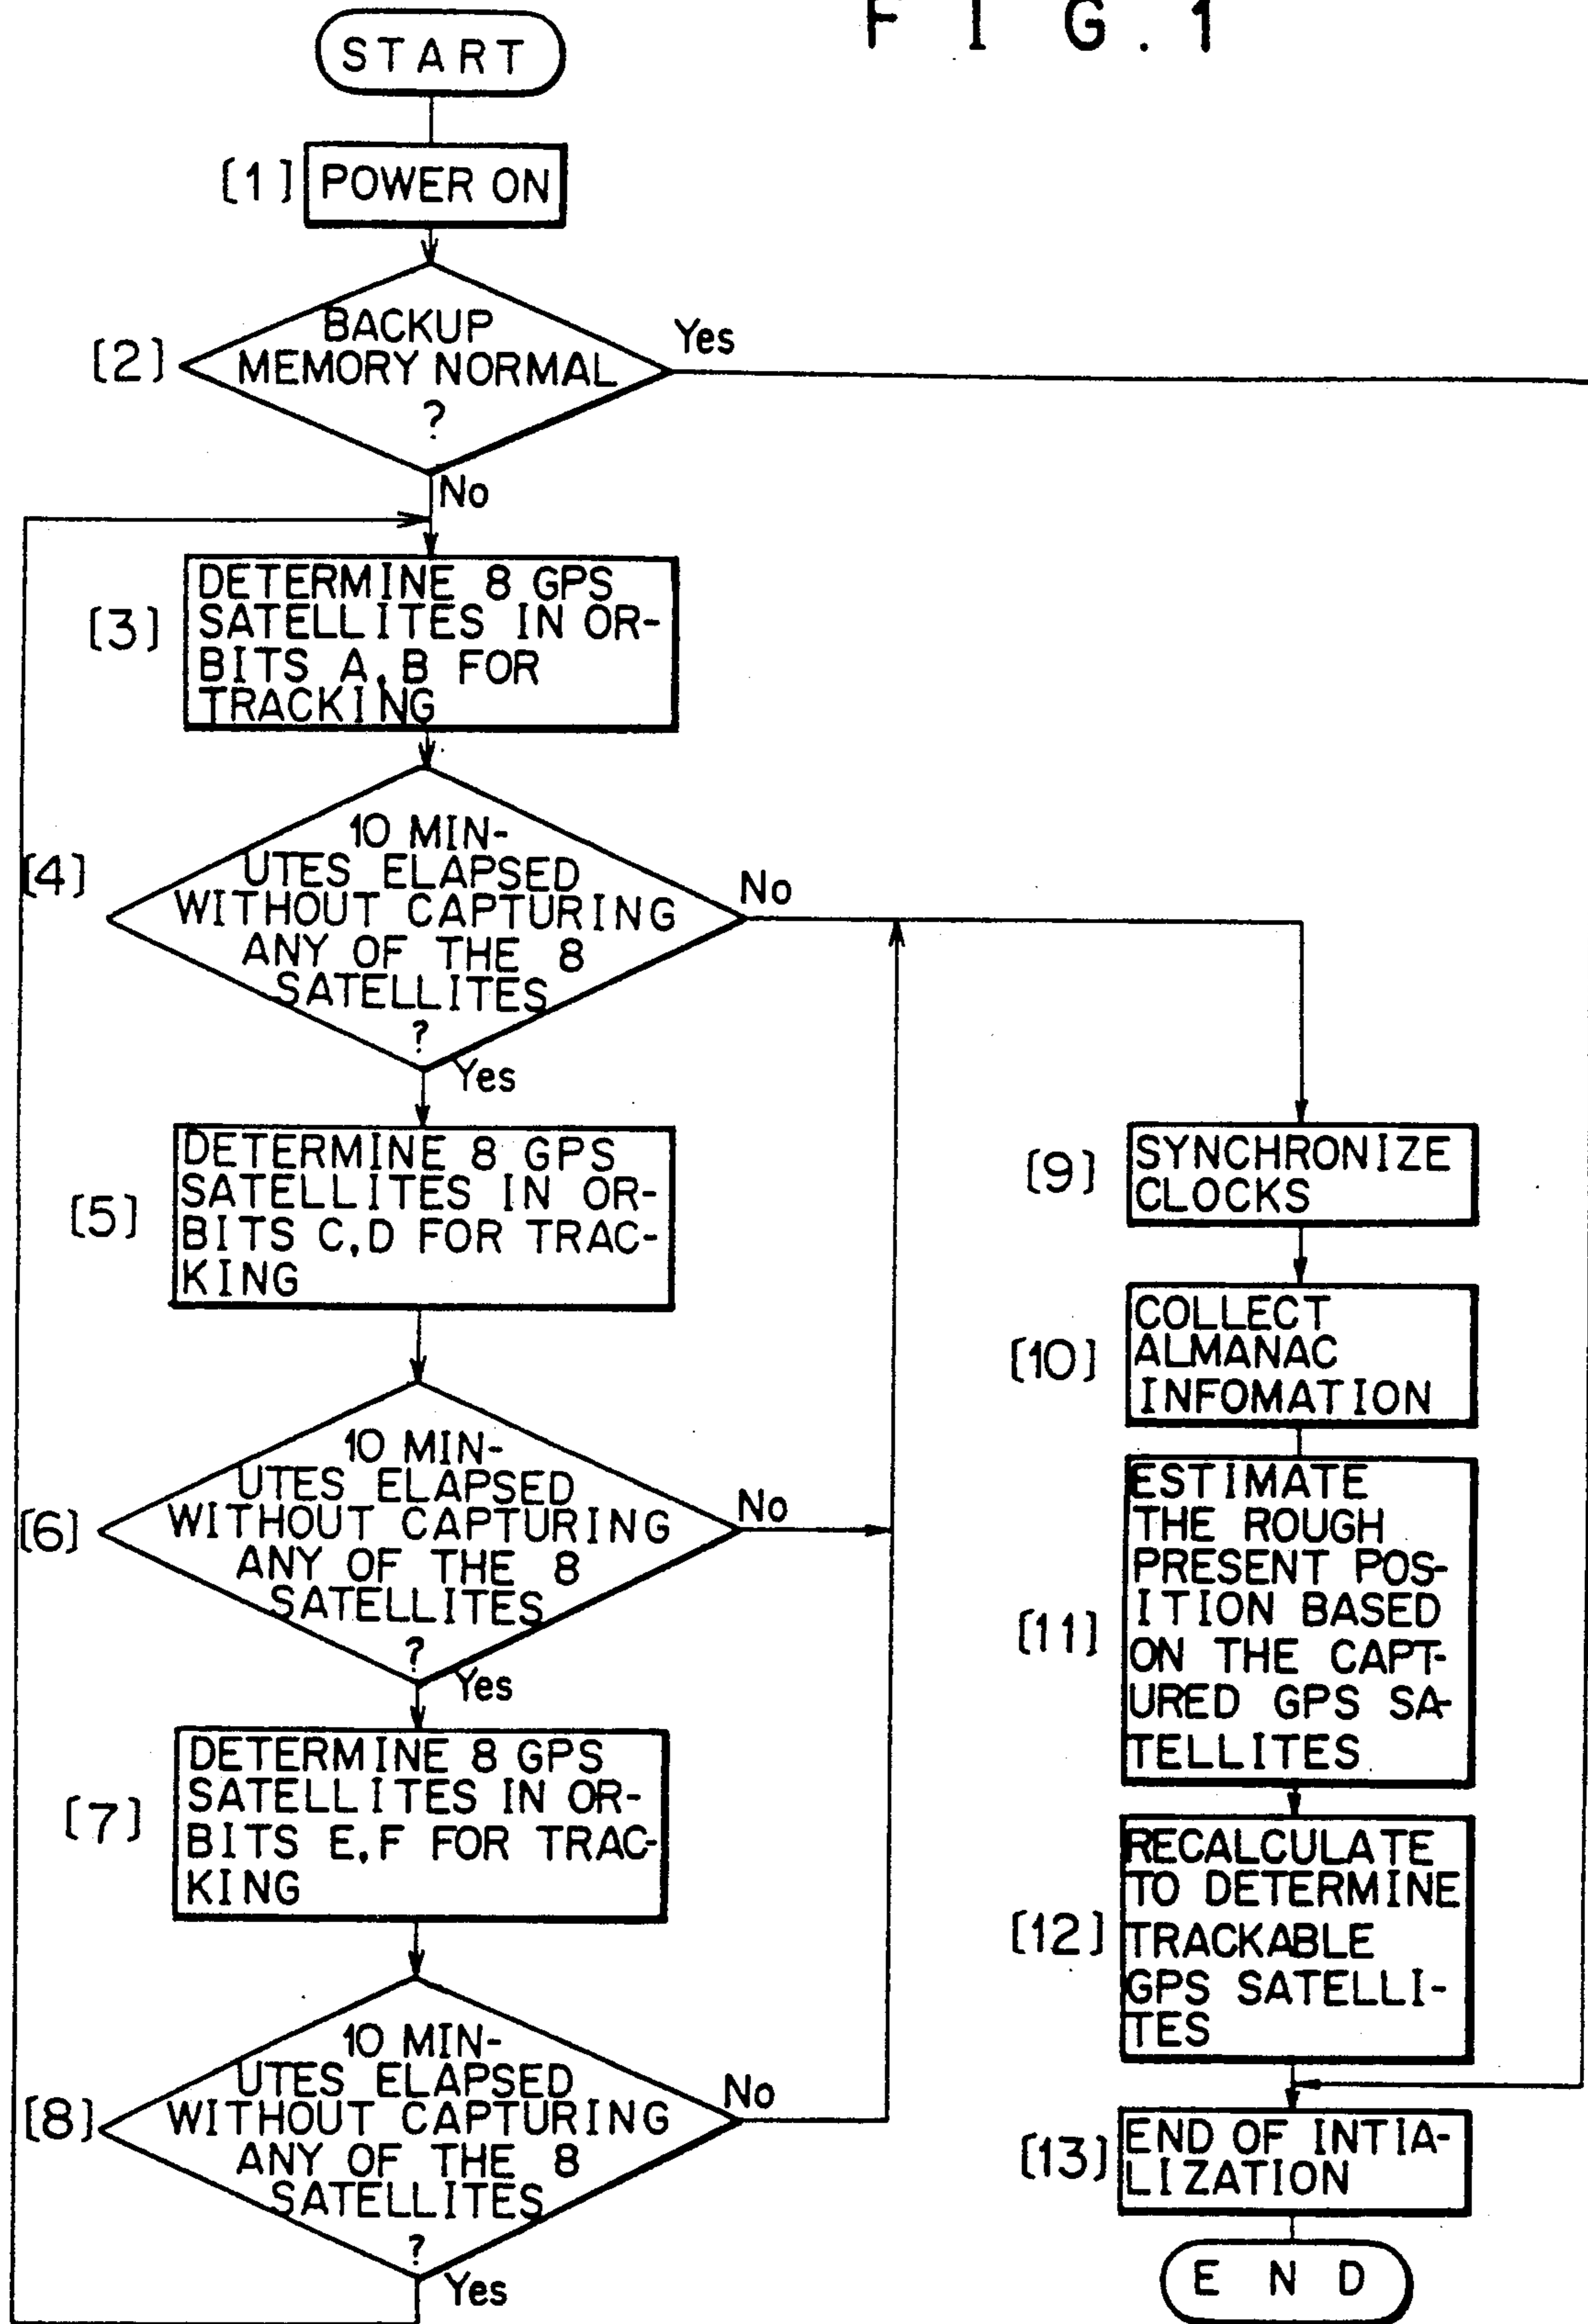 F I G . 1
START
[1] POWER ON
[2] BACKUP
MEMORY NORMAL
?
Yes
No
[3] DETERMINE 8 GPS
SATELLITES IN OR-
BITS A,B FOR
TRACKING
[4] 10 MIN-
UTES ELAPSED
WITHOUT CAPTURING
ANY OF THE 8
SATELLITES
?
No
Yes
[5] DETERMINE 8 GPS
SATELLITES IN OR-
BITS C,D FOR TRAC-
KING
[6] 10 MIN-
UTES ELAPSED
WITHOUT CAPTURING
ANY OF THE 8
SATELLITES
?
No
Yes
[7] DETERMINE 8 GPS
SATELLITES IN OR-
BITS E,F FOR TRAC-
KING
[8] 10 MIN-
UTES ELAPSED
WITHOUT CAPTURING
ANY OF THE 8
SATELLITES
?
No
Yes
[9] SYNCHRONIZE
CLOCKS
[10] COLLECT
ALMANAC
INFOMATION
[11] ESTIMATE
THE ROUGH
PRESENT POS-
ITION BASED
ON THE CAPT-
URED GPS SA-
TELLITES
[12] RECALCULATE
TO DETERMINE
TRACKABLE
GPS SATELLI-
TES
[13] END OF INTIA-
LIZATION
END